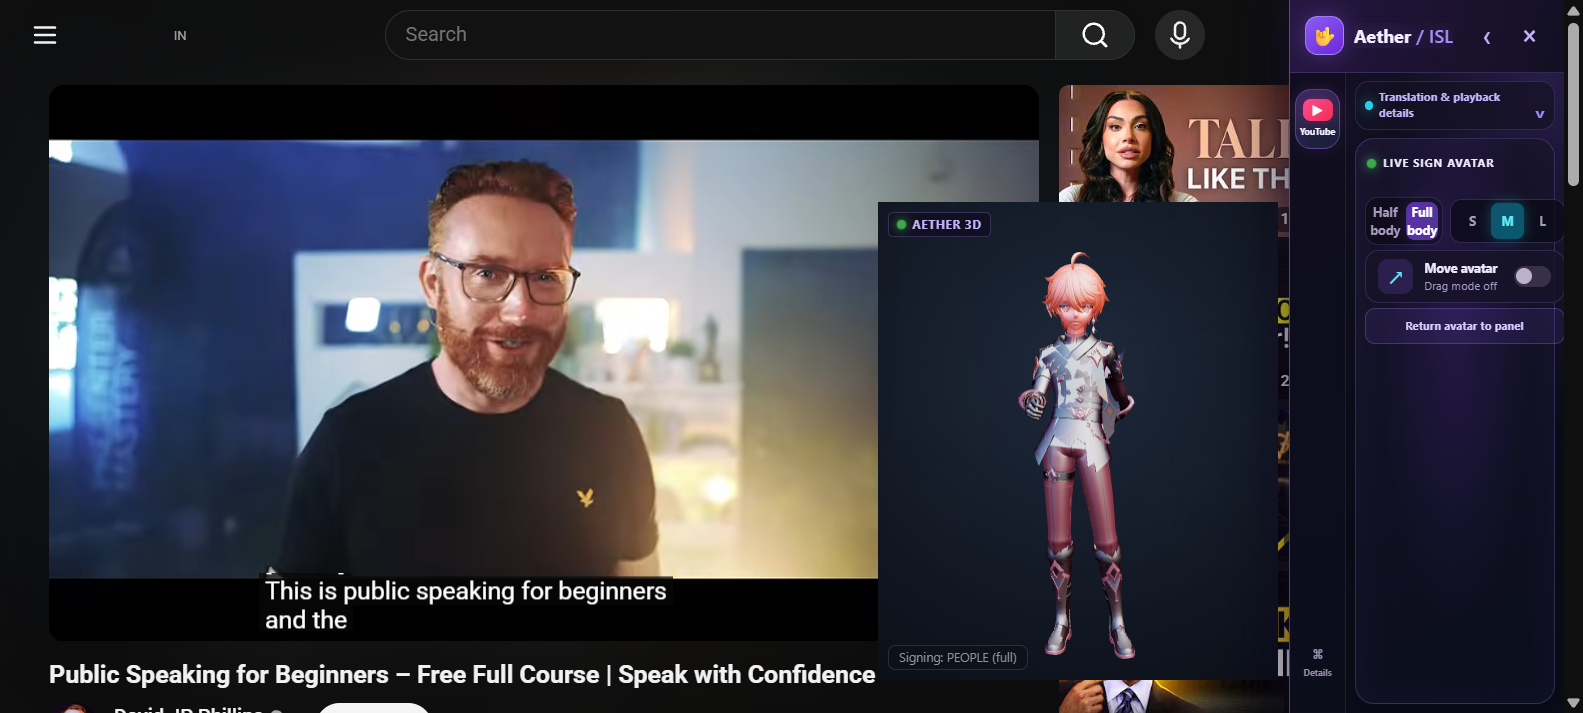 IN
Search
Aether / ISL
YouTube
Translation & playback
details
LIVE SIGN AVATAR
Half
body
Full
body
S
M
L
Move avatar
Drag mode off
Return avatar to panel
Details
LIKE TH
AETHER 3D
Signing: PEOPLE (full)
This is public speaking for beginners
and the
Public Speaking for Beginners – Free Full Course | Speak with Confidence